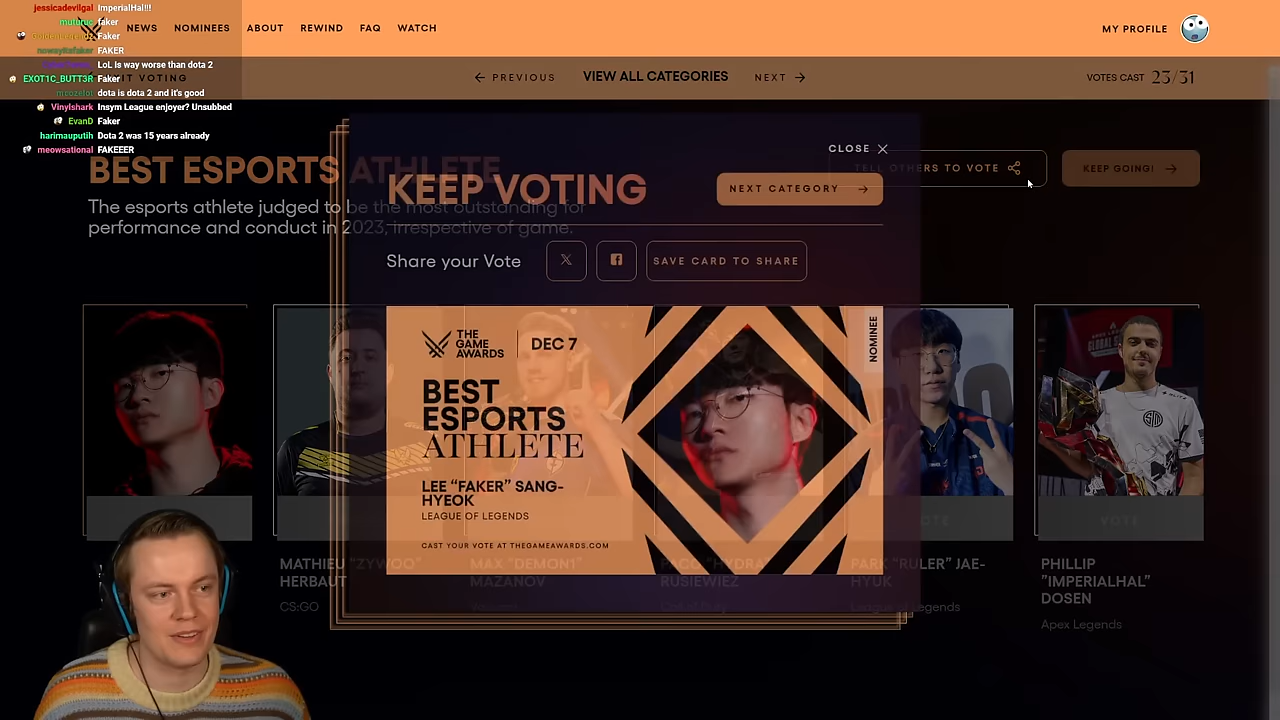 jessicadevilgal ImperialHal!!!
faker
Faker
FAKER
LoL is way worse than dota 2
EXOT1C_BUTT3R Faker
dota is dota 2 and it's good
Vinylshark Insym League enjoyer? Unsubbed
EvanD Faker
harimauputih Dota 2 was 15 years already
meowsational FAKEEER
NEWS NOMINEES ABOUT REWIND FAQ WATCH
MY PROFILE
VOTING
PREVIOUS VIEW ALL CATEGORIES NEXT
VOTES CAST 23/31
BEST ESPORTS ATHLETE
The esports athlete judged to be the most outstanding for
performance and conduct in 2023, irrespective of game.
TELL OTHERS TO VOTE
KEEP GOING!
CLOSE
KEEP VOTING
NEXT CATEGORY
Share your Vote
SAVE CARD TO SHARE
THE
GAME
AWARDS
DEC 7
NOMINEE
BEST
ESPORTS
ATHLETE
LEE “FAKER” SANG-
HYEOK
LEAGUE OF LEGENDS
CAST YOUR VOTE AT THEGAMEAWARDS.COM
MATHIEU “ZYWOO”
HERBAUT
CS:GO
MAX “DEMON1”
MAZANOV
Valorant
PACO “HYDRA”
RUSIEWIEZ
Call of Duty
VOTE
PARK “RULER” JAE-
HYUK
League of Legends
VOTE
PHILLIP
"IMPERIALHAL”
DOSEN
Apex Legends